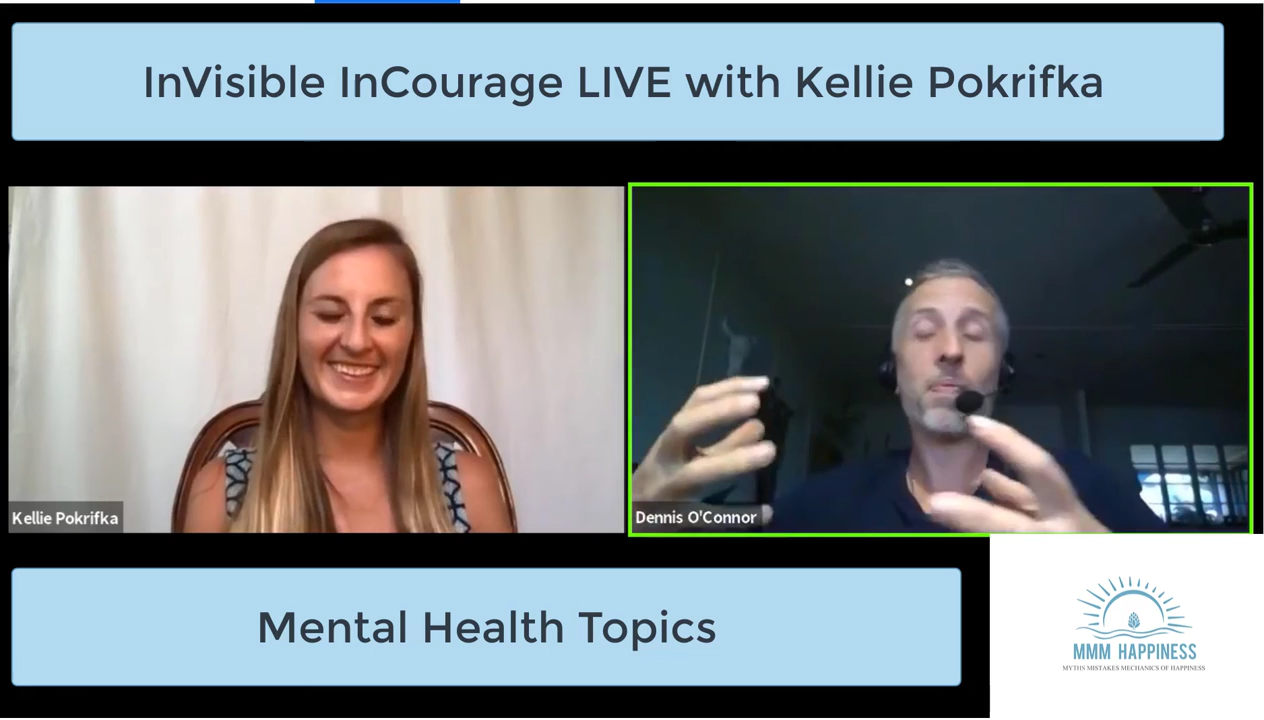 InVisible InCourage LIVE with Kellie Pokrifka
Kellie Pokrifka
Dennis O'Connor
Mental Health Topics
MMM HAPPINESS
MYTHS MISTAKES MECHANICS OF HAPPINESS